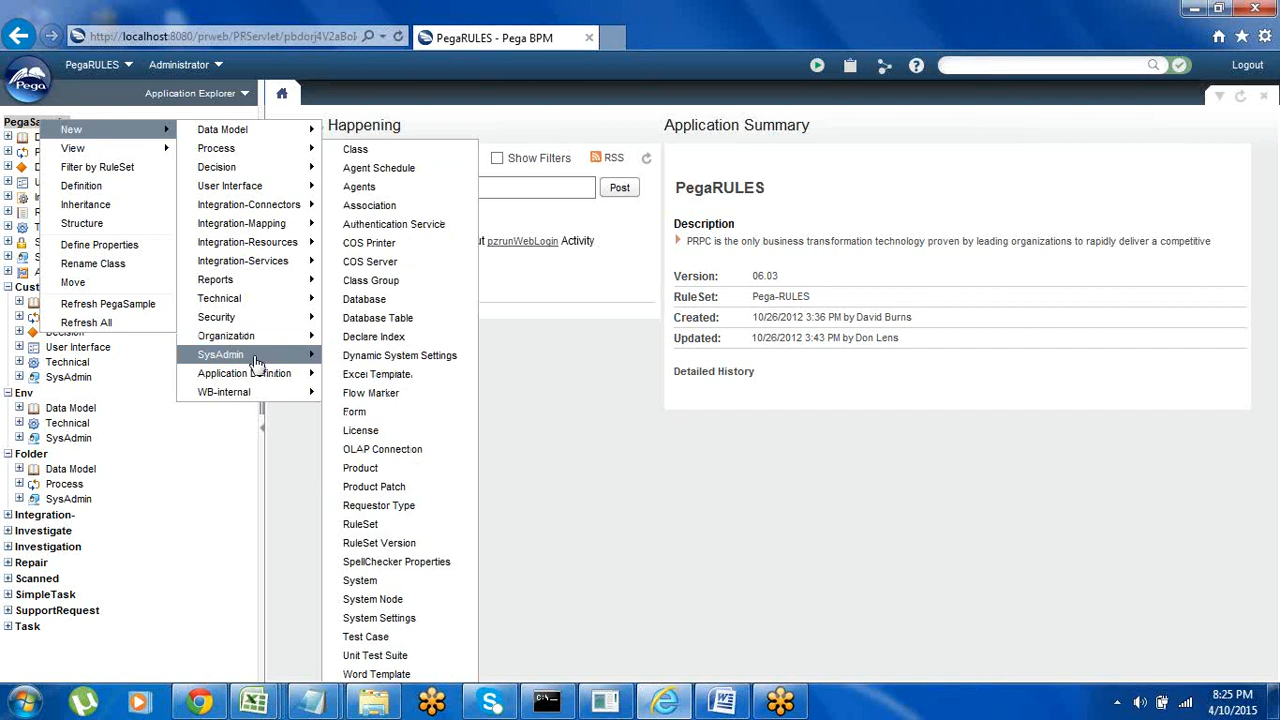 http://localhost:8080/prweb/PRServlet/pbdorj4V2aBol
PegaRULES - Pega BPM
Pega
PegaRULES
Administrator
Logout
Application Explorer
New
View
Filter by RuleSet
Definition
Inheritance
Structure
Define Properties
Rename Class
Move
Refresh PegaSample
Refresh All
Data Model
Process
Decision
User Interface
Integration-Connectors
Integration-Mapping
Integration-Resources
Integration-Services
Reports
Technical
Security
Organization
SysAdmin
Application Definition
WB-internal
Class
Agent Schedule
Agents
Association
Authentication Service
COS Printer
COS Server
Class Group
Database
Database Table
Declare Index
Dynamic System Settings
Excel Template
Flow Marker
Form
License
OLAP Connection
Product
Product Patch
Requestor Type
RuleSet
RuleSet Version
SpellChecker Properties
System
System Node
System Settings
Test Case
Unit Test Suite
Word Template
User Interface
Technical
SysAdmin
Env
Data Model
Technical
SysAdmin
Folder
Data Model
Process
SysAdmin
Integration-
Investigate
Investigation
Repair
Scanned
SimpleTask
SupportRequest
Task
Happening
Show Filters
RSS
Post
pzrunWebLogin Activity
Application Summary
PegaRULES
Description
PRPC is the only business transformation technology proven by leading organizations to rapidly deliver a competitive
Version: 06.03
RuleSet: Pega-RULES
Created: 10/26/2012 3:36 PM by David Burns
Updated: 10/26/2012 3:43 PM by Don Lens
Detailed History
8:25 PM
4/10/2015